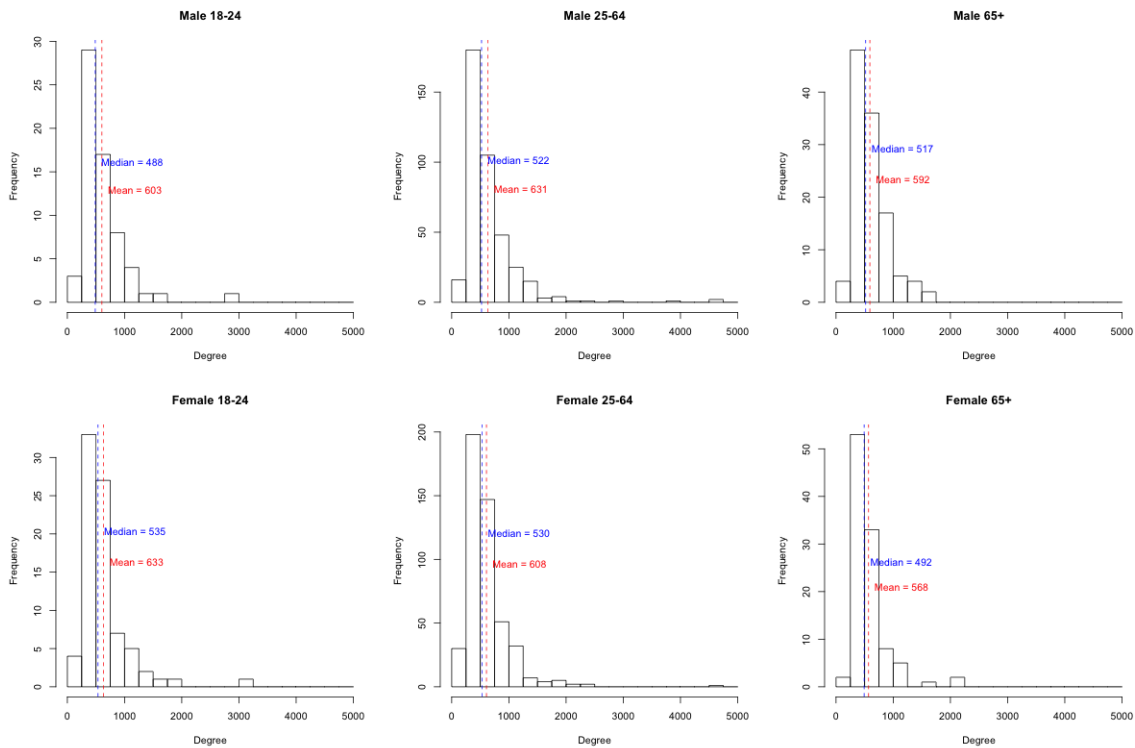 Male 18-24
Frequency
30
25
20
15
10
5
0
Median = 488
Mean = 603
0 1000 2000 3000 4000 5000
Degree
Male 25-64
Frequency
150
100
50
0
Median = 522
Mean = 631
0 1000 2000 3000 4000 5000
Degree
Male 65+
Frequency
40
30
20
10
0
Median = 517
Mean = 592
0 1000 2000 3000 4000 5000
Degree
Female 18-24
Frequency
30
25
20
15
10
5
0
Median = 535
Mean = 633
0 1000 2000 3000 4000 5000
Degree
Female 25-64
Frequency
200
150
100
50
0
Median = 530
Mean = 608
0 1000 2000 3000 4000 5000
Degree
Female 65+
Frequency
50
40
30
20
10
0
Median = 492
Mean = 568
0 1000 2000 3000 4000 5000
Degree